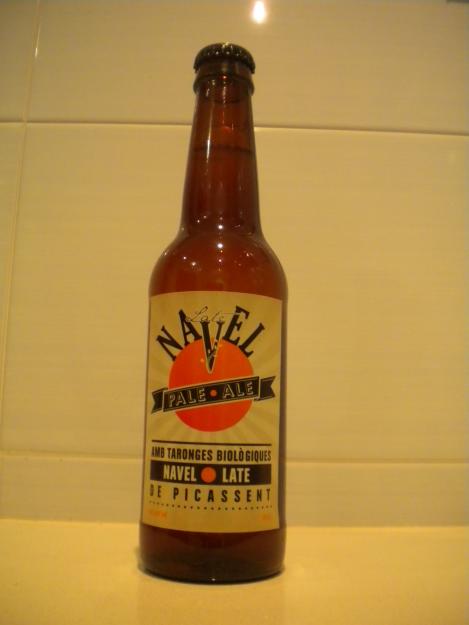 Late
NAVEL
PALE • ALE
AMB TARONGES BIOLÒGIQUES
NAVEL LATE
DE PICASSENT